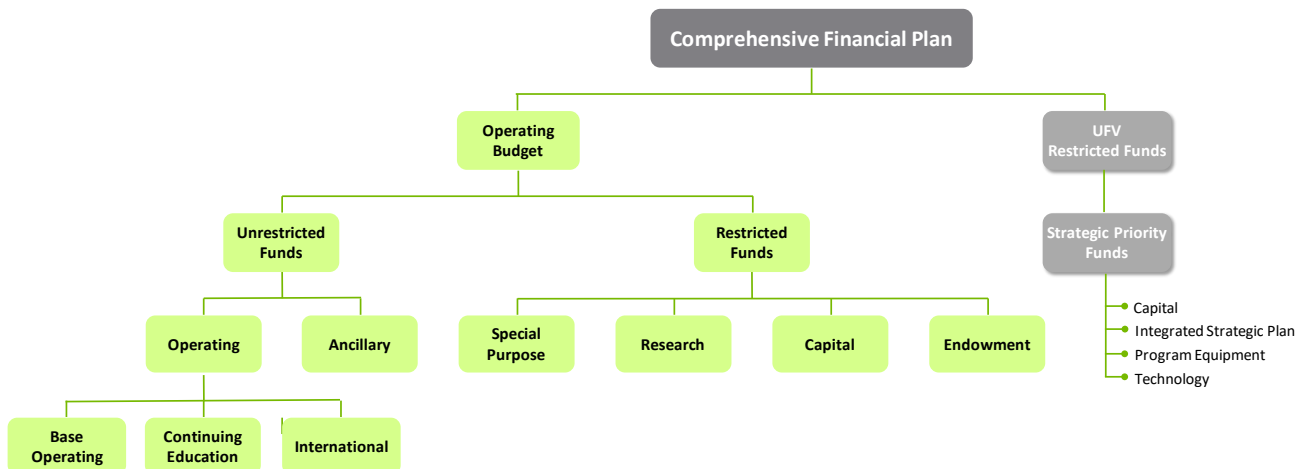 Comprehensive Financial Plan
Operating
Budget
UFV
Restricted Funds
Unrestricted
Funds
Restricted
Funds
Strategic Priority
Funds
Operating
Ancillary
Special
Purpose
Research
Capital
Endowment
Capital
Integrated Strategic Plan
Program Equipment
Technology
Base
Operating
Continuing
Education
International